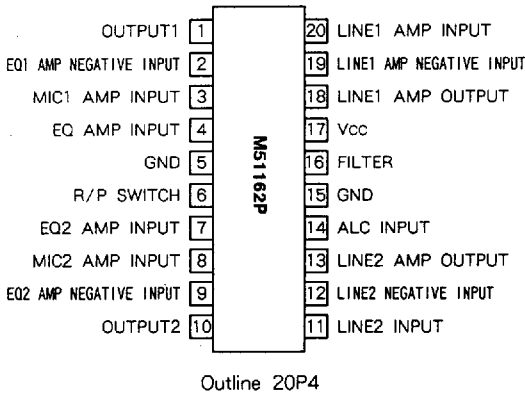 OUTPUT1 1 20 LINE1 AMP INPUT
EQ1 AMP NEGATIVE INPUT 2 19 LINE1 AMP NEGATIVE INPUT
MIC1 AMP INPUT 3 18 LINE1 AMP OUTPUT
EQ AMP INPUT 4 17 Vcc
GND 5 16 FILTER
R/P SWITCH 6 15 GND
EQ2 AMP INPUT 7 14 ALC INPUT
MIC2 AMP INPUT 8 13 LINE2 AMP OUTPUT
EQ2 AMP NEGATIVE INPUT 9 12 LINE2 NEGATIVE INPUT
OUTPUT2 10 11 LINE2 INPUT
M51162P
Outline 20P4